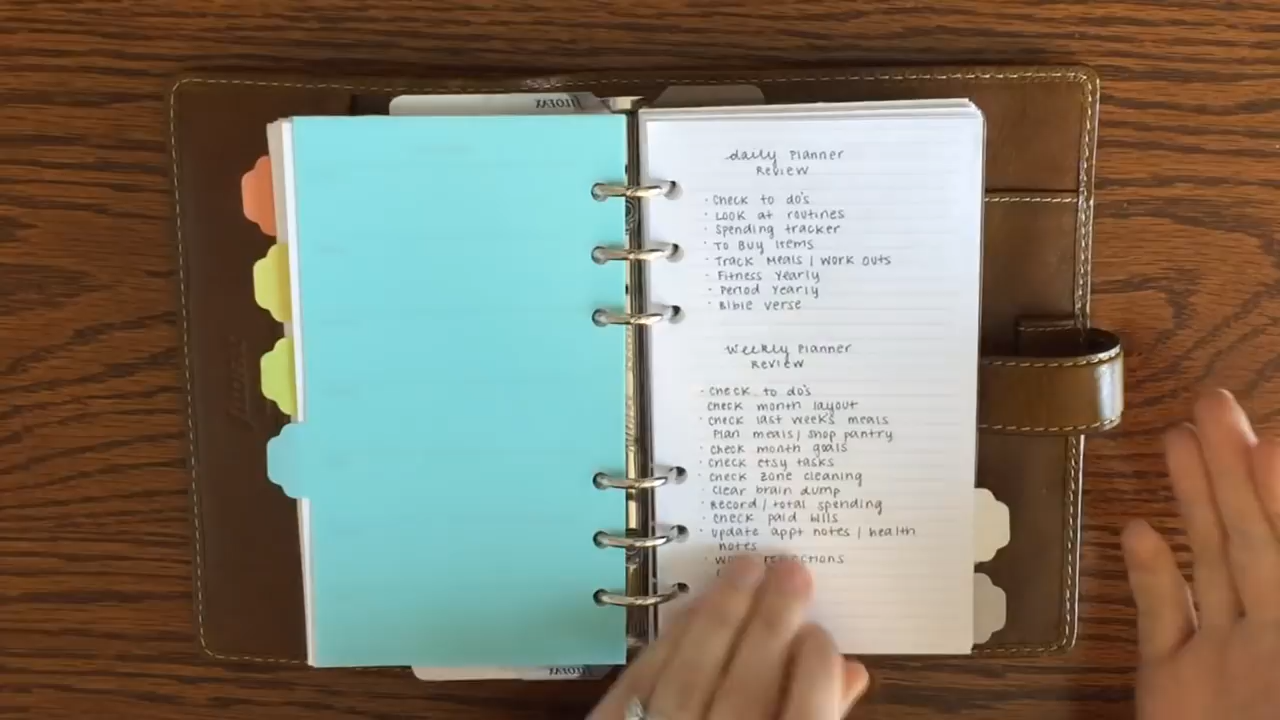 FILOFAX
daily Planner
REVIEW
· Check to do's
· Look at routines
· Spending tracker
· To Buy Items
· Track Meals / Work outs
· Fitness Yearly
· Period Yearly
· Bible verse
Weekly Planner
REVIEW
· Check to do's
Check month layout
· Check last weeks meals
Plan meals / shop pantry
· Check month goals
· Check etsy tasks
· Check zone cleaning
· Clear brain dump
· Record / total spending
· Check paid bills
· Update appt notes / health
notes
FILOFAX